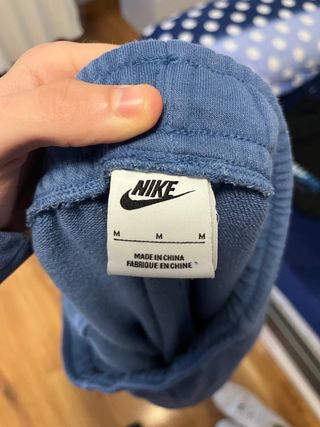 NIKE
M M M
MADE IN CHINA
FABRIQUÉ EN CHINE